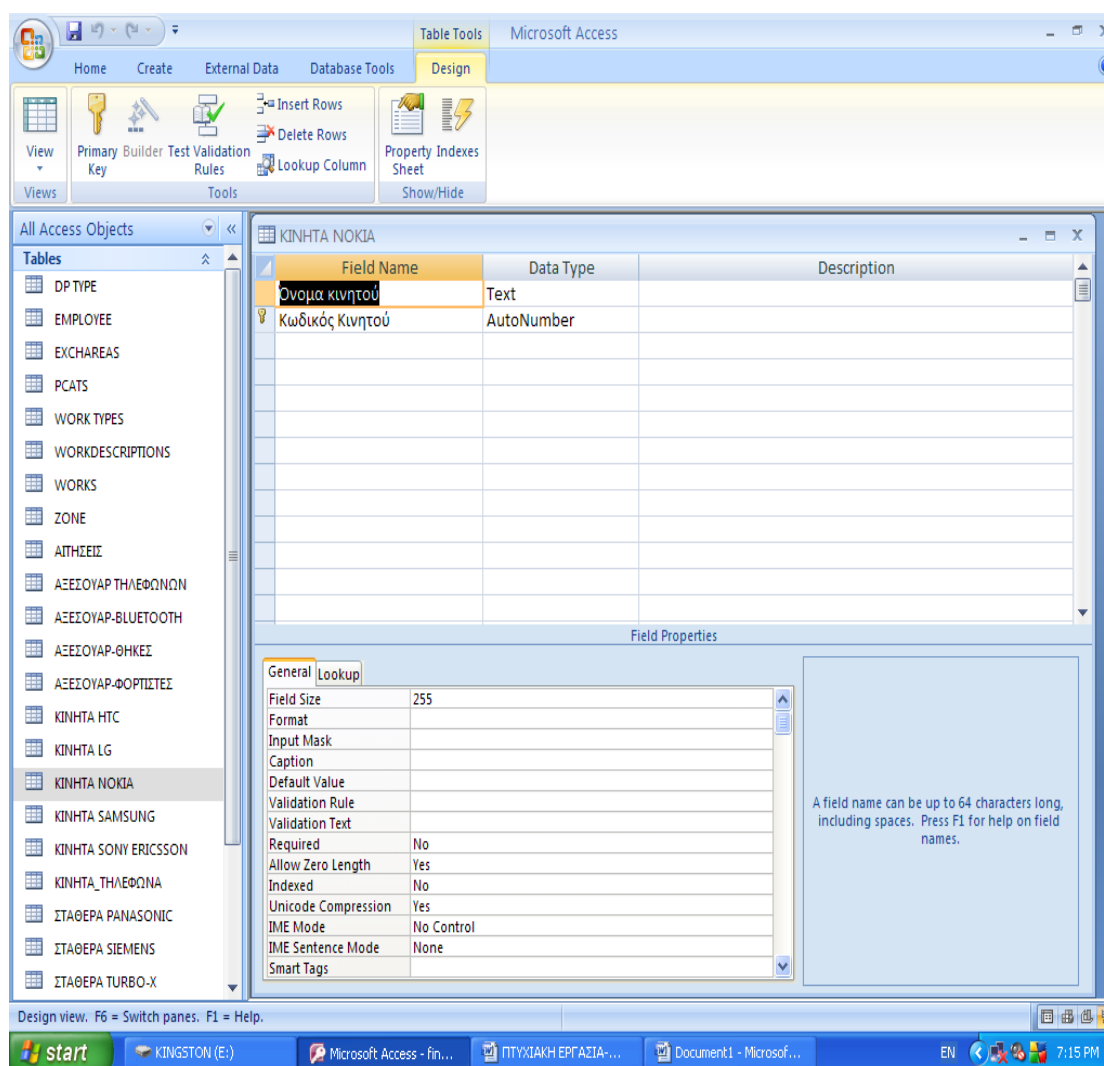 Table Tools Microsoft Access
Home Create External Data Database Tools Design
View
Primary Key
Builder
Test Validation Rules
Insert Rows
Delete Rows
Lookup Column
Property Sheet
Indexes
Views Tools Show/Hide
All Access Objects
Tables
DP TYPE
EMPLOYEE
EXCHAREAS
PCATS
WORK TYPES
WORKDESCRIPTIONS
WORKS
ZONE
ΑΙΤΗΣΕΙΣ
ΑΞΕΣΟΥΑΡ ΤΗΛΕΦΩΝΩΝ
ΑΞΕΣΟΥΑΡ-BLUETOOTH
ΑΞΕΣΟΥΑΡ-ΘΗΚΕΣ
ΑΞΕΣΟΥΑΡ-ΦΟΡΤΙΣΤΕΣ
ΚΙΝΗΤΑ HTC
ΚΙΝΗΤΑ LG
ΚΙΝΗΤΑ NOKIA
ΚΙΝΗΤΑ SAMSUNG
ΚΙΝΗΤΑ SONY ERICSSON
ΚΙΝΗΤΑ_ΤΗΛΕΦΩΝΑ
ΣΤΑΘΕΡΑ PANASONIC
ΣΤΑΘΕΡΑ SIEMENS
ΣΤΑΘΕΡΑ TURBO-X
ΚΙΝΗΤΑ NOKIA
Field Name Data Type Description
Όνομα κινητού Text
Κωδικός Κινητού AutoNumber
Field Properties
General Lookup
Field Size 255
Format
Input Mask
Caption
Default Value
Validation Rule
Validation Text
Required No
Allow Zero Length Yes
Indexed No
Unicode Compression Yes
IME Mode No Control
IME Sentence Mode None
Smart Tags
A field name can be up to 64 characters long,
including spaces. Press F1 for help on field
names.
Design view. F6 = Switch panes. F1 = Help.
start KINGSTON (E:) Microsoft Access - fin... ΠΤΥΧΙΑΚΗ ΕΡΓΑΣΙΑ-... Document1 - Microsof... EN 7:15 PM